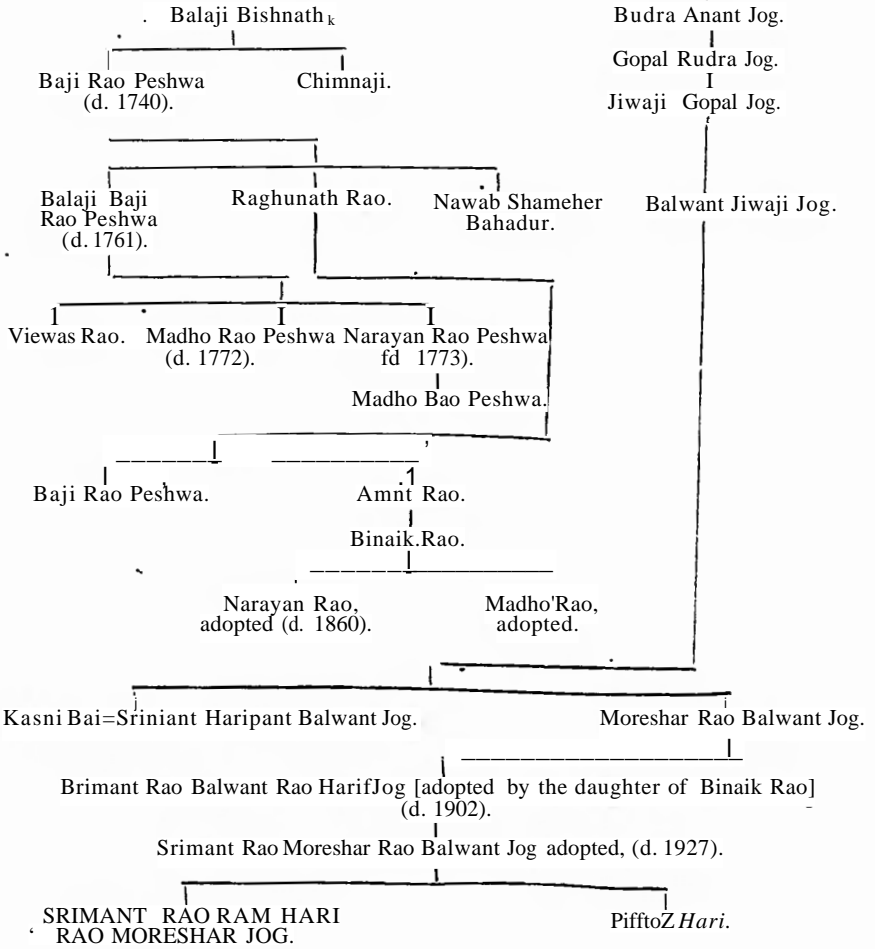 Balaji Bishnath k
Budra Anant Jog.
Gopal Rudra Jog.
Baji Rao Peshwa
(d. 1740).
Chimnaji.
Jiwaji Gopal Jog.
Balaji Baji
Rao Peshwa
(d. 1761).
Raghunath Rao.
Nawab Shameher
Bahadur.
Balwant Jiwaji Jog.
Viewas Rao.
Madho Rao Peshwa
(d. 1772).
Narayan Rao Peshwa
fd 1773).
Madho Bao Peshwa.
Baji Rao Peshwa.
Amnt Rao.
Binaik.Rao.
Narayan Rao,
adopted (d. 1860).
Madho'Rao,
adopted.
Kasni Bai=Sriniant Haripant Balwant Jog.
Moreshar Rao Balwant Jog.
Brimant Rao Balwant Rao HarifJog [adopted by the daughter of Binaik Rao]
(d. 1902).
Srimant Rao Moreshar Rao Balwant Jog adopted, (d. 1927).
SRIMANT RAO RAM HARI
RAO MORESHAR JOG.
PifftoZ Hari.